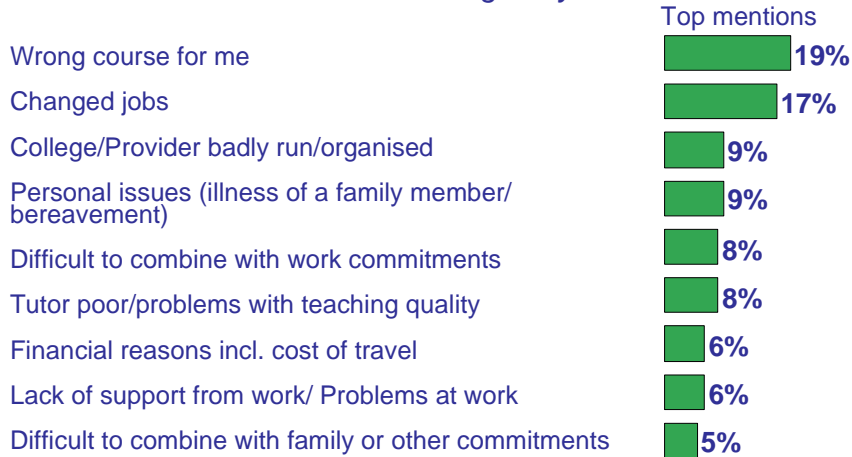 Top mentions
Wrong course for me 19%
Changed jobs 17%
College/Provider badly run/organised 9%
Personal issues (illness of a family member/
bereavement) 9%
Difficult to combine with work commitments 8%
Tutor poor/problems with teaching quality 8%
Financial reasons incl. cost of travel 6%
Lack of support from work/ Problems at work 6%
Difficult to combine with family or other commitments 5%